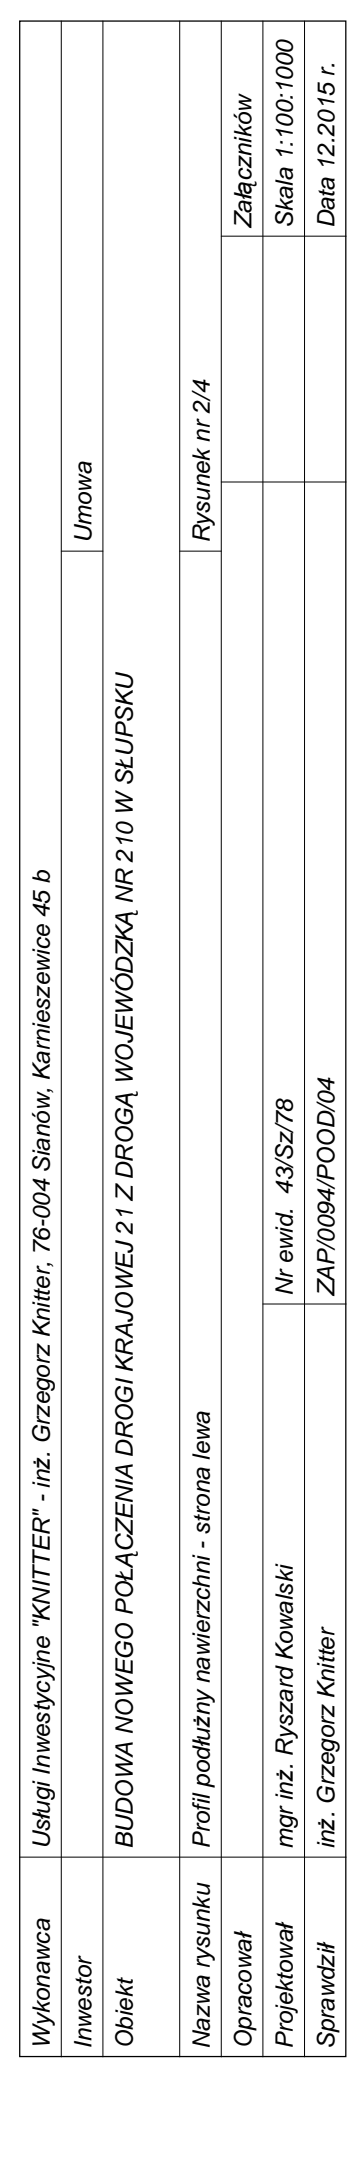 Wykonawca Usługi Inwestycyjne "KNITTER" - inż. Grzegorz Knitter, 76-004 Sianów, Karnieszewice 45 b
Inwestor Umowa
Obiekt BUDOWA NOWEGO POŁĄCZENIA DROGI KRAJOWEJ 21 Z DROGĄ WOJEWÓDZKĄ NR 210 W SŁUPSKU
Nazwa rysunku Profil podłużny nawierzchni - strona lewa Rysunek nr 2/4
Opracował Załączników
Projektował mgr inż. Ryszard Kowalski Nr ewid. 43/Sz/78 Skala 1:100:1000
Sprawdził inż. Grzegorz Knitter ZAP/0094/POOD/04 Data 12.2015 r.